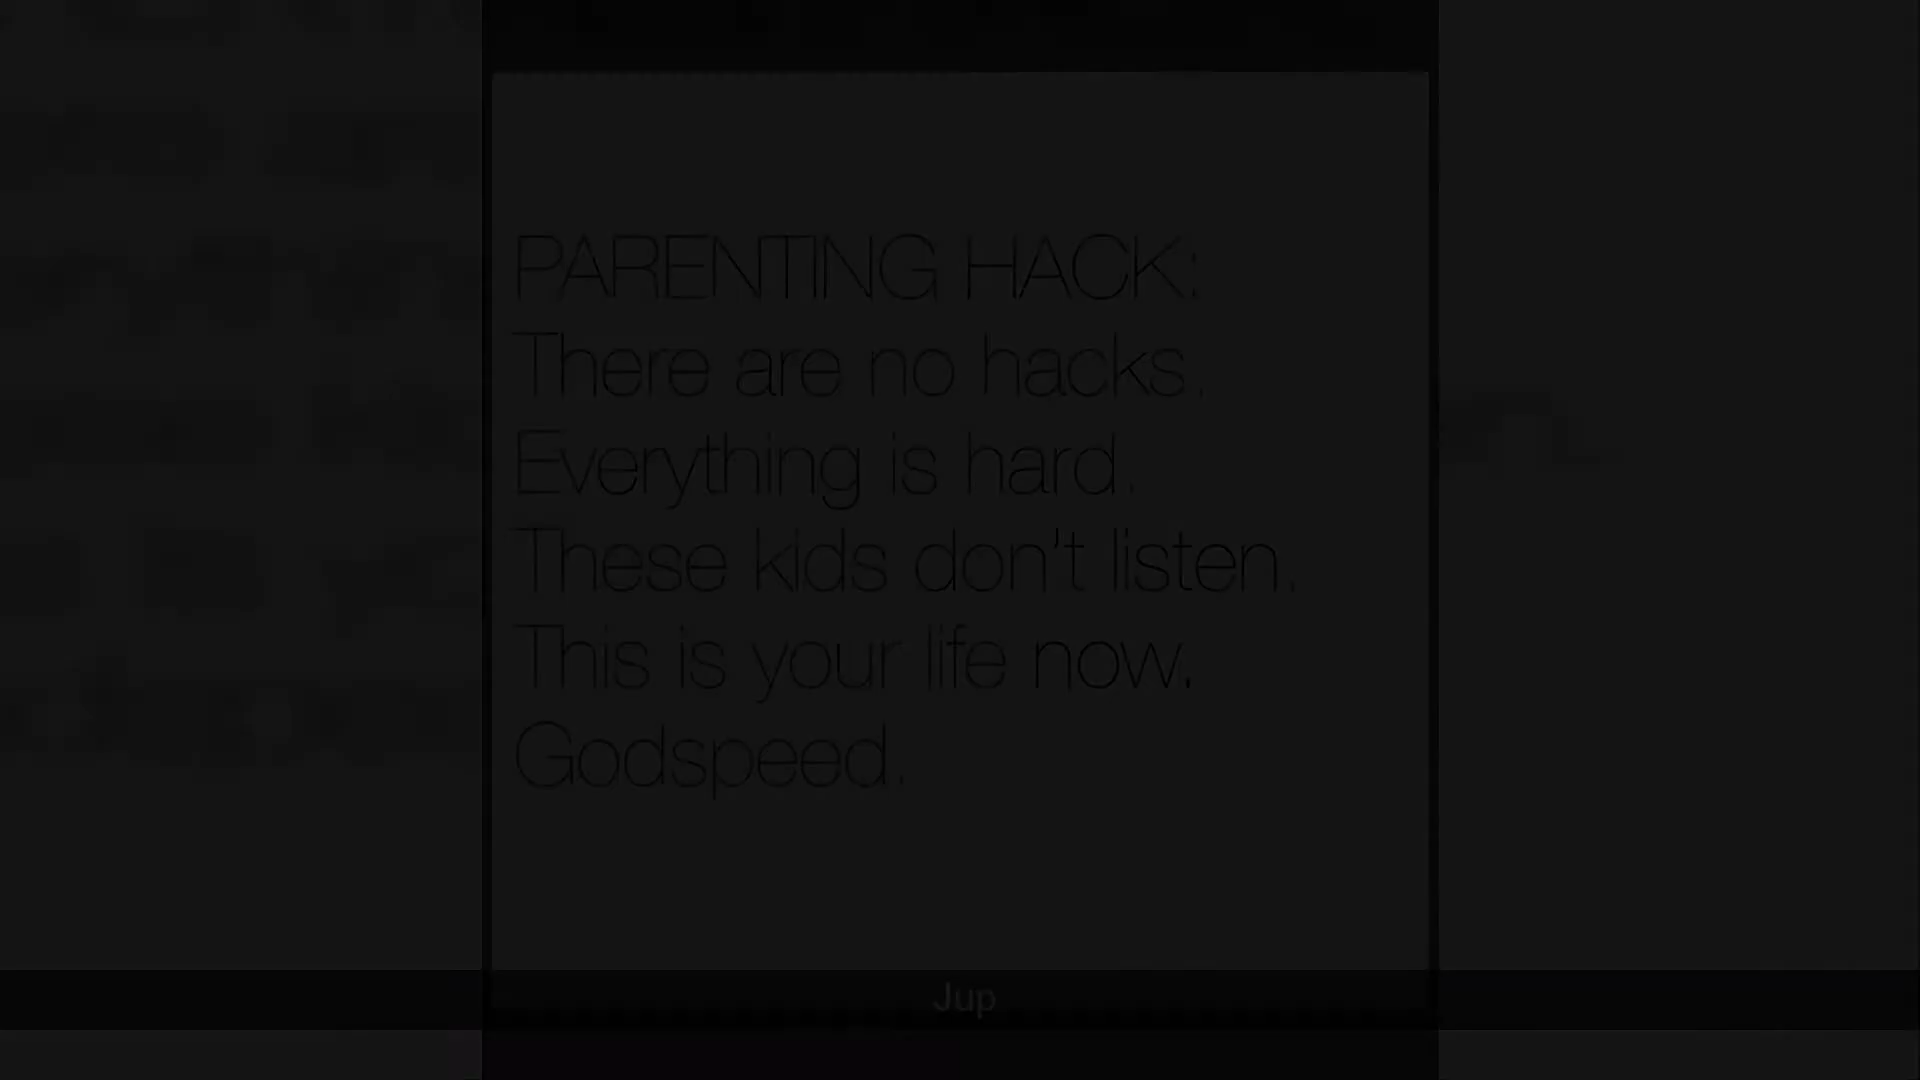 PARENTING HACK:
There are no hacks.
Everything is hard.
These kids don't listen.
This is your life now.
Godspeed.
Jup